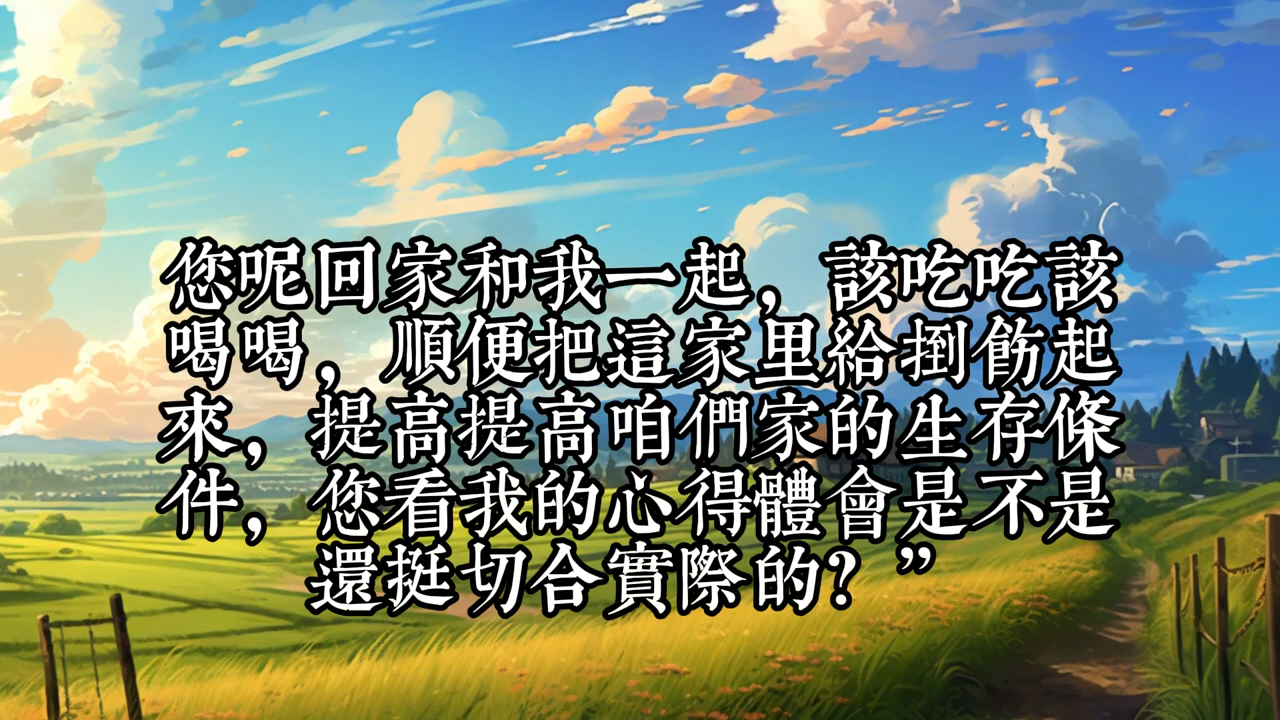 您呢回家和我一起，該吃吃該
喝喝，順便把這家里給捯飭起
來，提高提高咱們家的生存條
件，您看我的心得體會是不是
還挺切合實際的？”